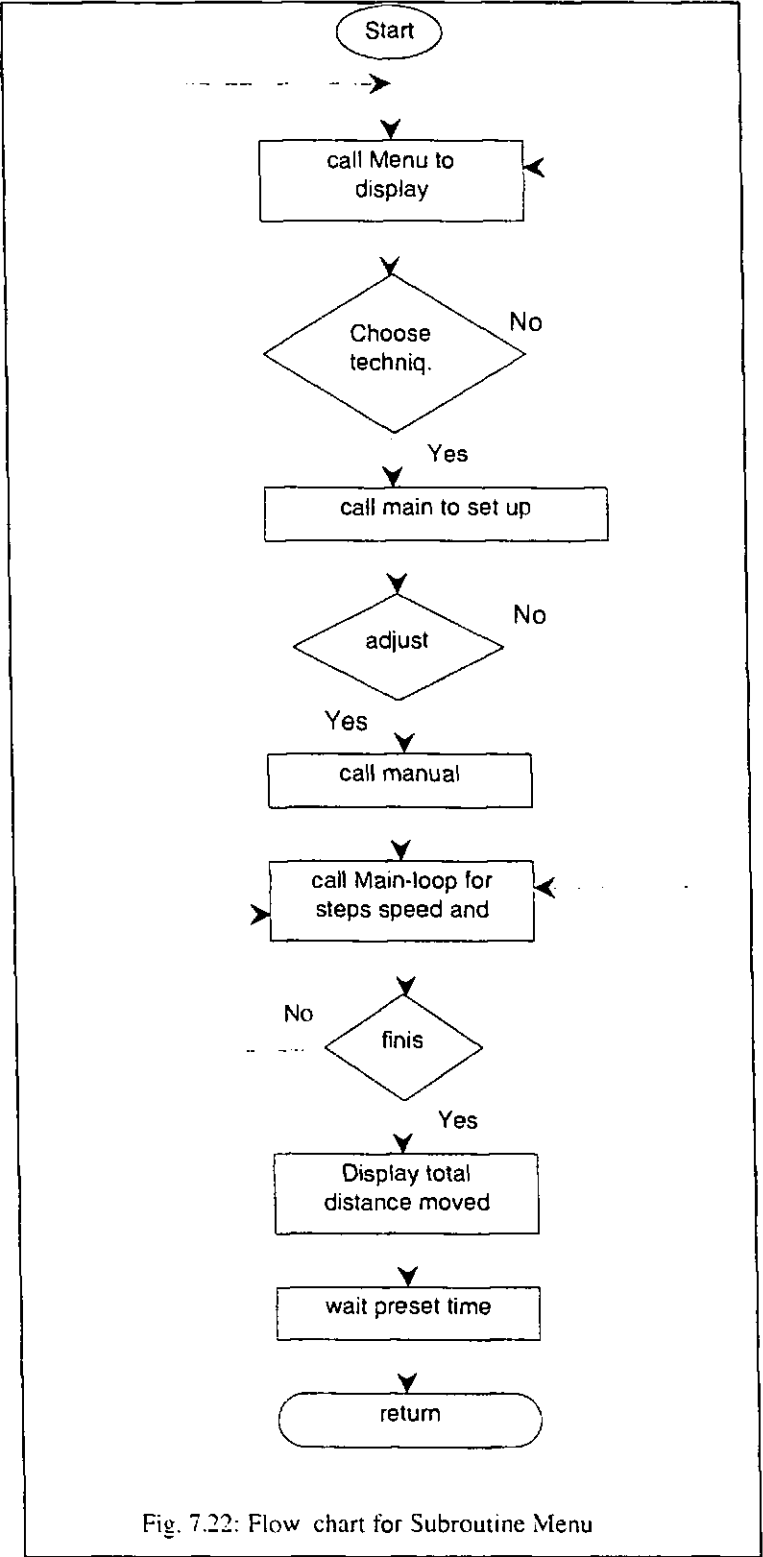 Start
call Menu to
display
Choose
techniq.
No
Yes
call main to set up
adjust
No
Yes
call manual
call Main-loop for
steps speed and
No
finis
Yes
Display total
distance moved
wait preset time
return
Fig. 7.22: Flow chart for Subroutine Menu